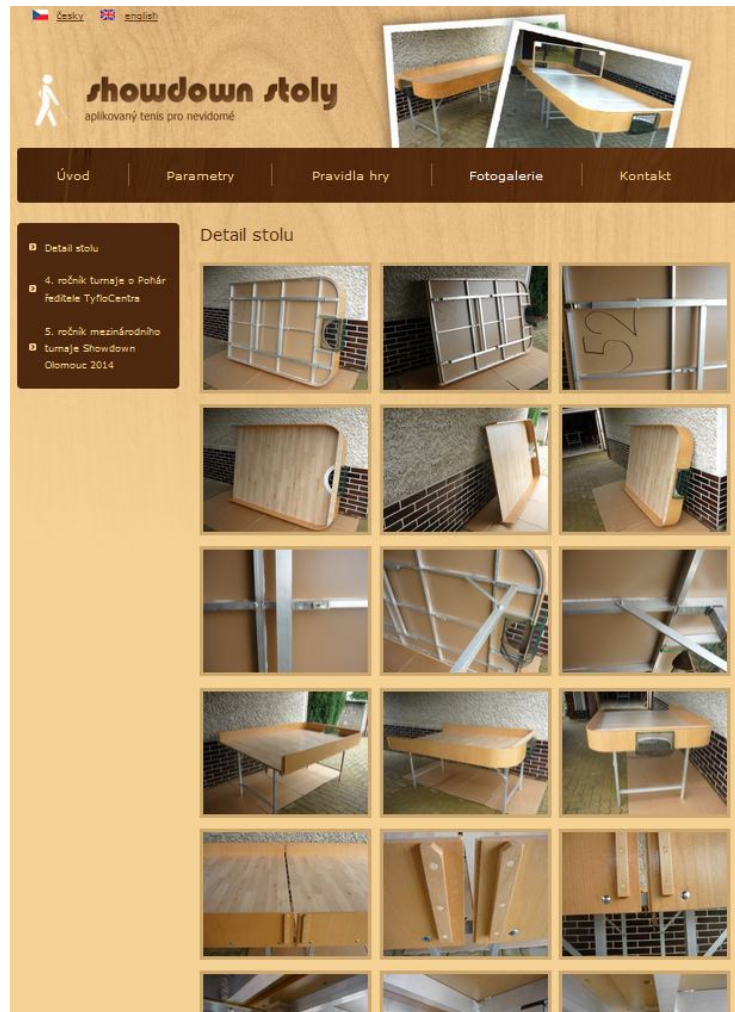 česky english
showdown stoly
aplikovaný tenis pro nevidomé
Úvod Parametry Pravidla hry Fotogalerie Kontakt
Detail stolu
4. ročník turnaje o Pohár
ředitele TyfloCentra
5. ročník mezinárodního
turnaje Showdown
Olomouc 2014
Detail stolu
52